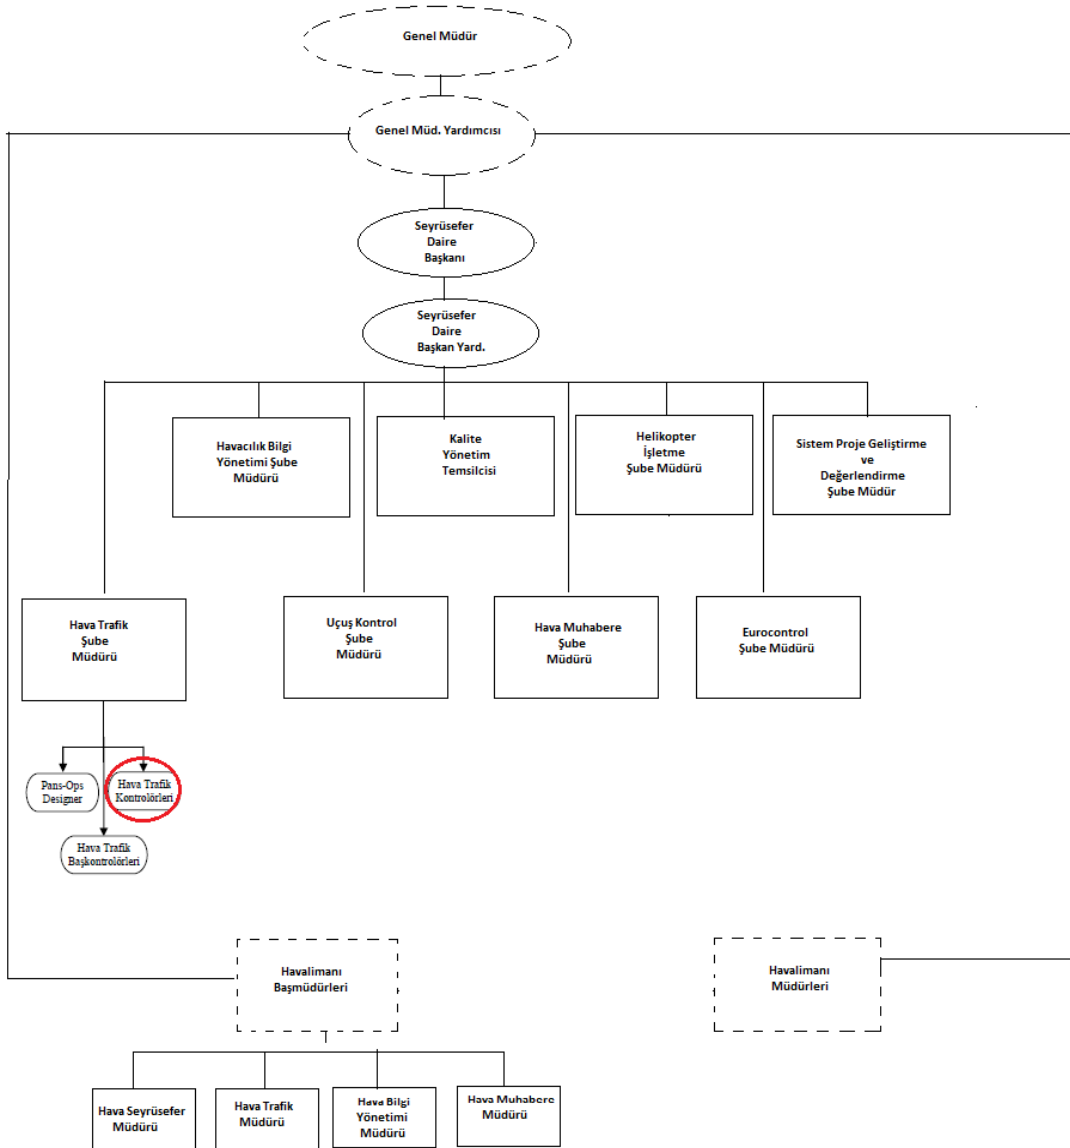 Genel Müdür
Genel Müd. Yardımcısı
Seyrüsefer
Daire
Başkanı
Seyrüsefer
Daire
Başkan Yard.
Havacılık Bilgi
Yönetimi Şube
Müdürü
Kalite
Yönetim
Temsilcisi
Helikopter
İşletme
Şube Müdürü
Sistem Proje Geliştirme
ve
Değerlendirme
Şube Müdür
Hava Trafik
Şube
Müdürü
Uçuş Kontrol
Şube
Müdürü
Hava Muhabere
Şube
Müdürü
Eurocontrol
Şube Müdürü
Pans-Ops
Designer
Hava Trafik
Kontrolörleri
Hava Trafik
Başkontrolörleri
Havalimanı
Başmüdürleri
Havalimanı
Müdürleri
Hava Seyrüsefer
Müdürü
Hava Trafik
Müdürü
Hava Bilgi
Yönetimi
Müdürü
Hava Muhabere
Müdürü